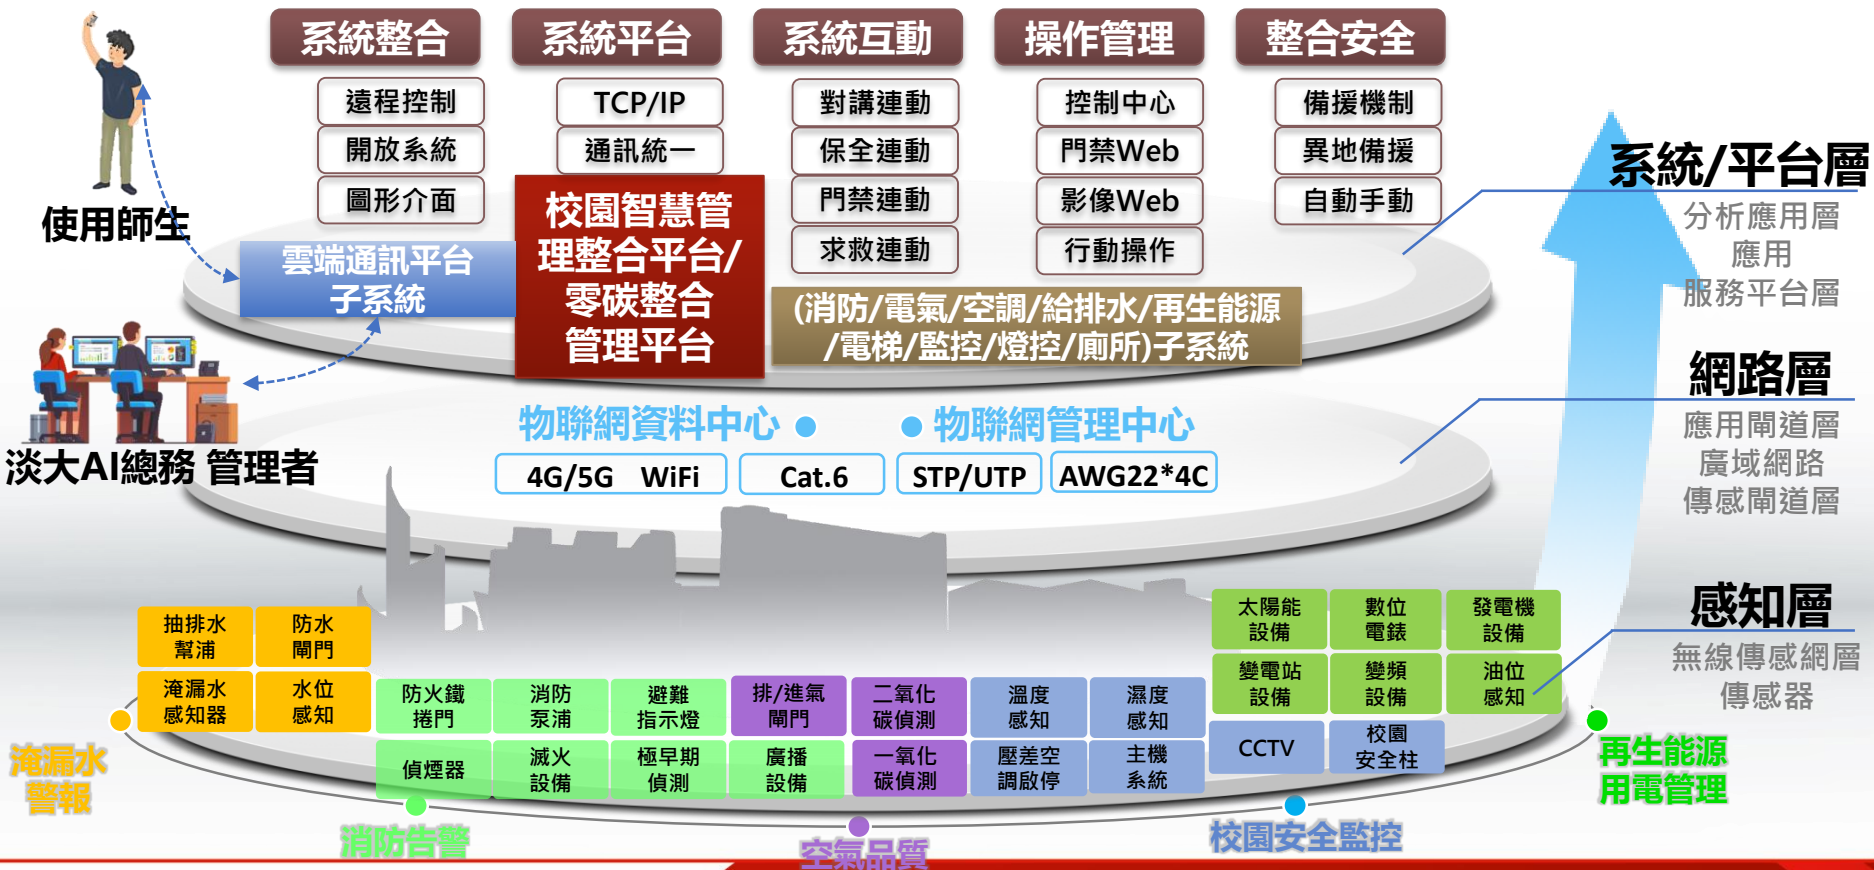 系統整合
系統平台
系統互動
操作管理
整合安全
遠程控制
開放系統
圖形介面
TCP/IP
通訊統一
對講連動
保全連動
門禁連動
求救連動
控制中心
門禁Web
影像Web
行動操作
備援機制
異地備援
自動手動
使用師生
雲端通訊平台
子系統
校園智慧管
理整合平台/
零碳整合
管理平台
(消防/電氣/空調/給排水/再生能源
/電梯/監控/燈控/廁所)子系統
系統/平台層
分析應用層
應用
服務平台層
淡大AI總務 管理者
物聯網資料中心
物聯網管理中心
4G/5G WiFi
Cat.6
STP/UTP
AWG22*4C
網路層
應用閘道層
廣域網路
傳感閘道層
感知層
無線傳感網層
傳感器
抽排水
幫浦
防水
閘門
淹漏水
感知器
水位
感知
防火鐵
捲門
消防
泵浦
避難
指示燈
排/進氣
閘門
二氧化
碳偵測
溫度
感知
濕度
感知
太陽能
設備
數位
電錶
發電機
設備
變電站
設備
變頻
設備
油位
感知
偵煙器
滅火
設備
極早期
偵測
廣播
設備
一氧化
碳偵測
壓差空
調啟停
主機
系統
CCTV
校園
安全柱
淹漏水
警報
消防告警
空氣品質
校園安全監控
再生能源
用電管理